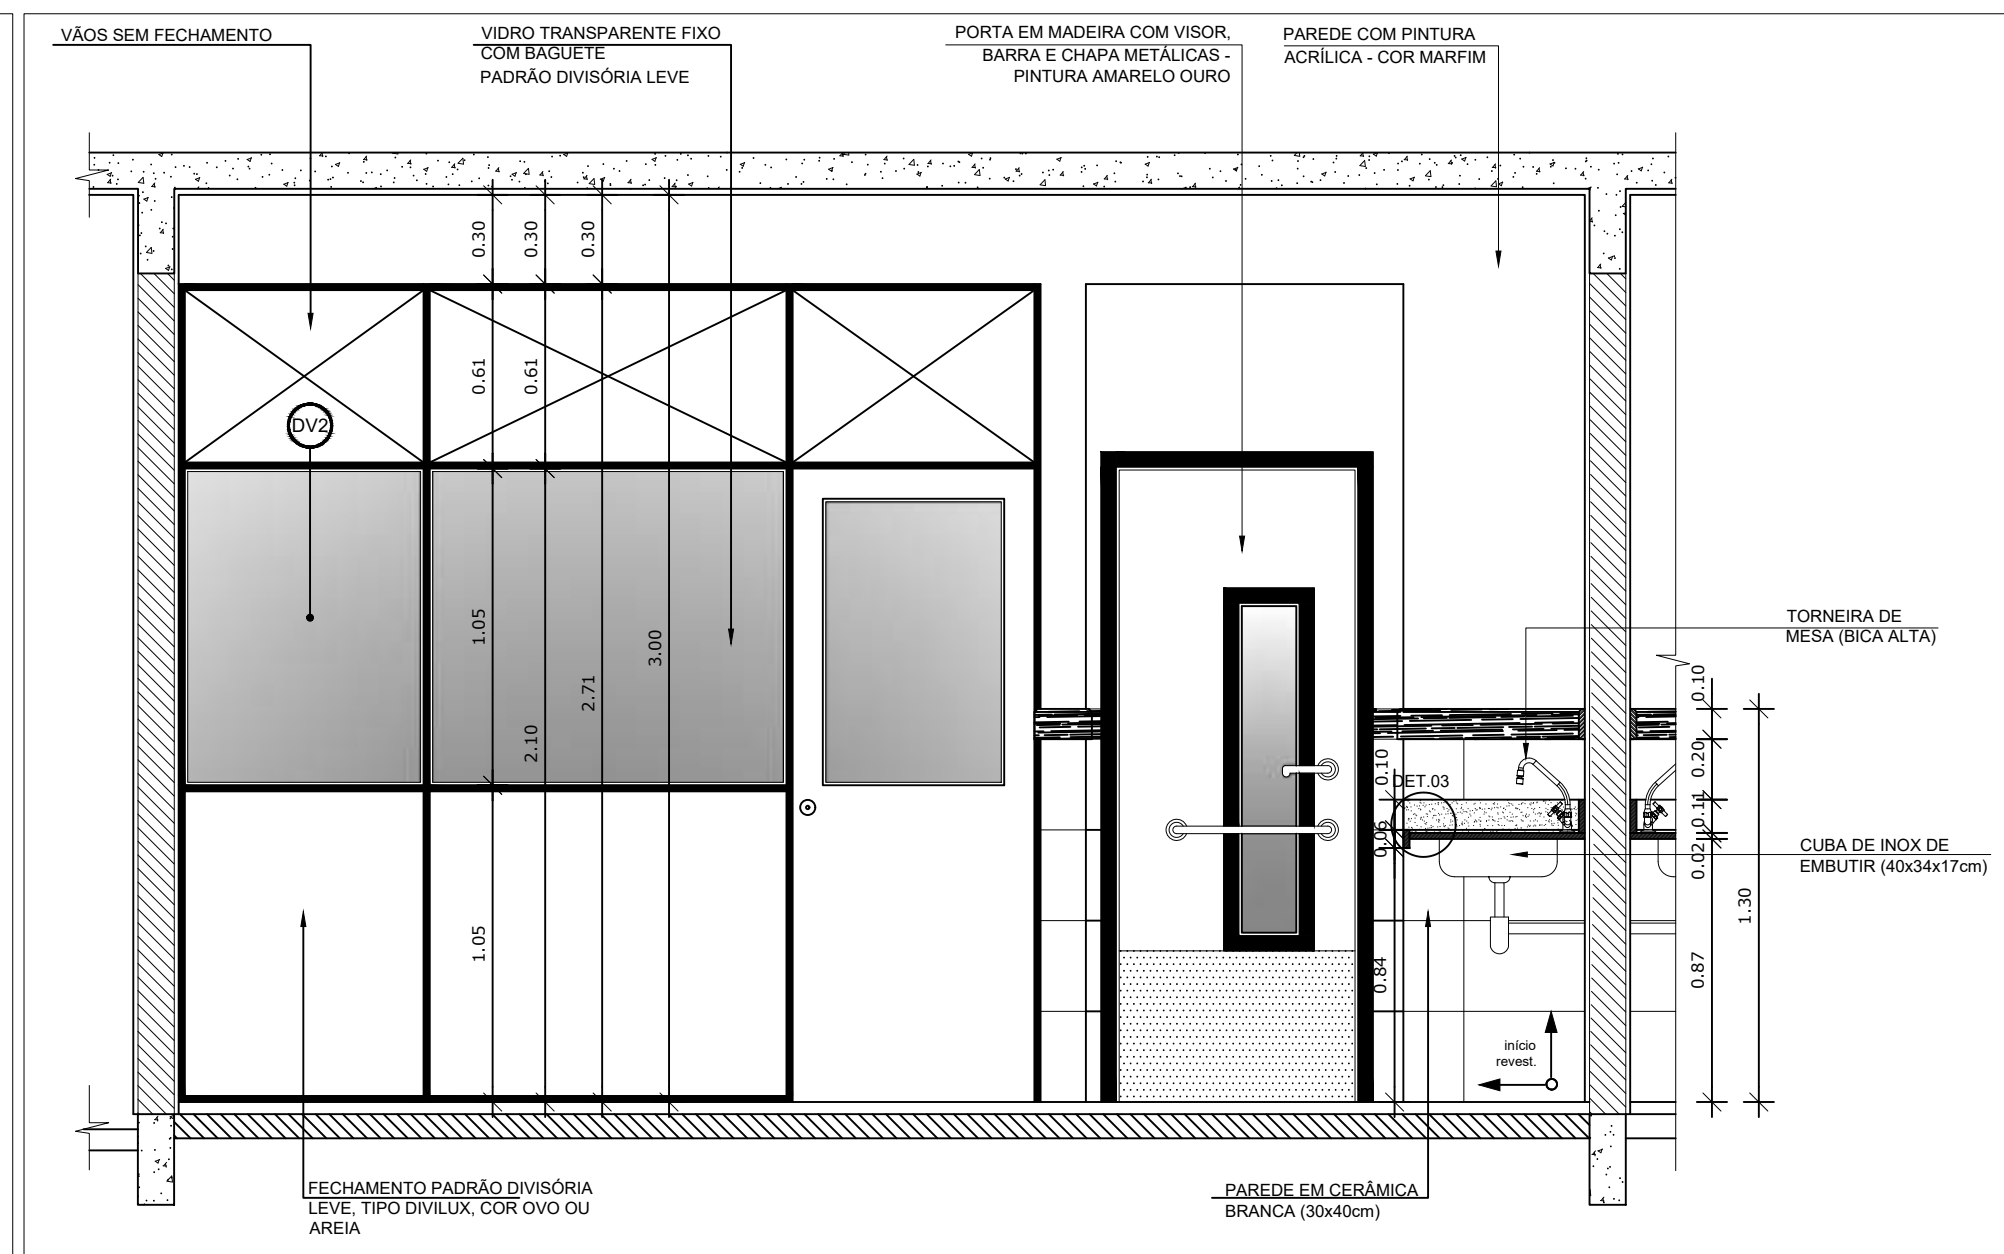 VÃOS SEM FECHAMENTO
VIDRO TRANSPARENTE FIXO
COM BAGUETE
PADRÃO DIVISÓRIA LEVE
PORTA EM MADEIRA COM VISOR,
BARRA E CHAPA METÁLICAS -
PINTURA AMARELO OURO
PAREDE COM PINTURA
ACRÍLICA - COR MARFIM
0.30
0.30
0.30
0.61
0.61
DV2
1.05
3.00
2.71
2.10
1.05
TORNEIRA DE
MESA (BICA ALTA)
0.10
0.20
0.10
DET.03
0.11
0.06
0.02
CUBA DE INOX DE
EMBUTIR (40x34x17cm)
1.30
0.84
0.87
início
revest.
FECHAMENTO PADRÃO DIVISÓRIA
LEVE, TIPO DIVILUX, COR OVO OU
AREIA
PAREDE EM CERÂMICA
BRANCA (30x40cm)